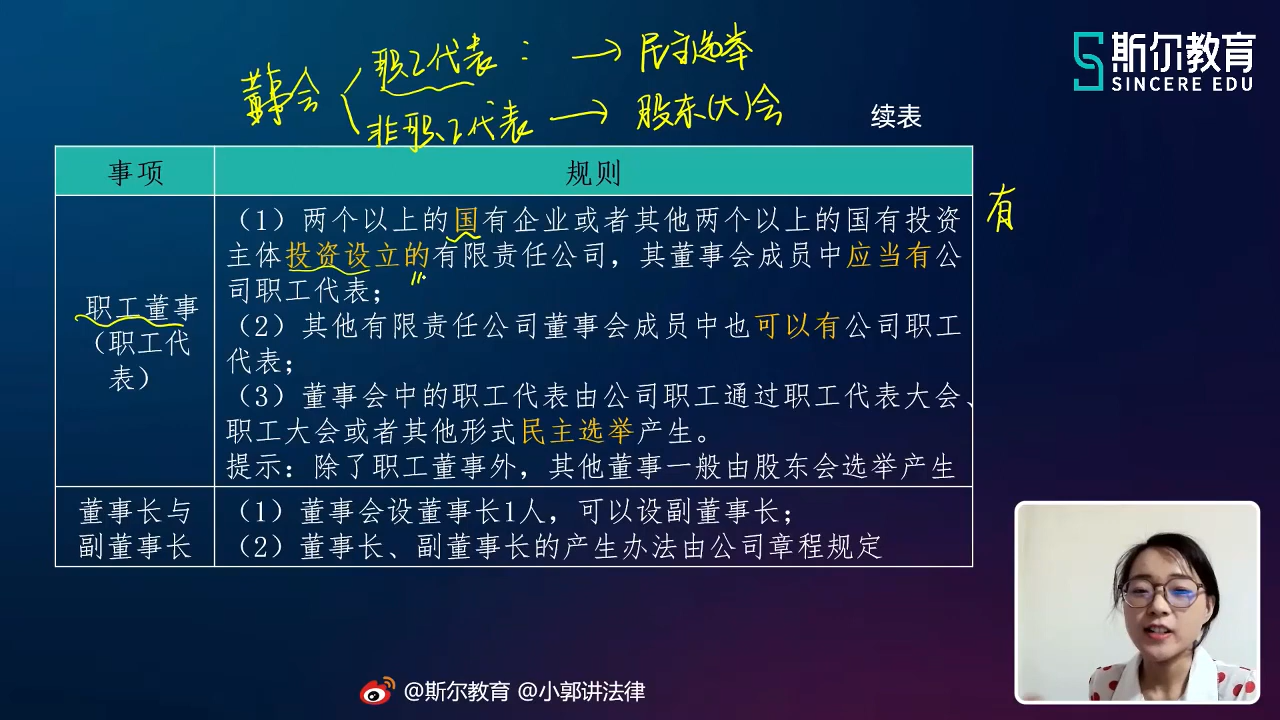 董事会
职工代表: → 民主选举
非职工代表 → 股东(大)会
斯尔教育
SINCERE EDU
续表
事项
规则
职工董事
(职工代
表)
(1)两个以上的国有企业或者其他两个以上的国有投资
主体投资设立的有限责任公司，其董事会成员中应当有公
司职工代表；
(2)其他有限责任公司董事会成员中也可以有公司职工
代表；
(3)董事会中的职工代表由公司职工通过职工代表大会、
职工大会或者其他形式民主选举产生。
提示：除了职工董事外，其他董事一般由股东会选举产生
有
董事长与
副董事长
(1)董事会设董事长1人，可以设副董事长；
(2)董事长、副董事长的产生办法由公司章程规定
@斯尔教育 @小郭讲法律